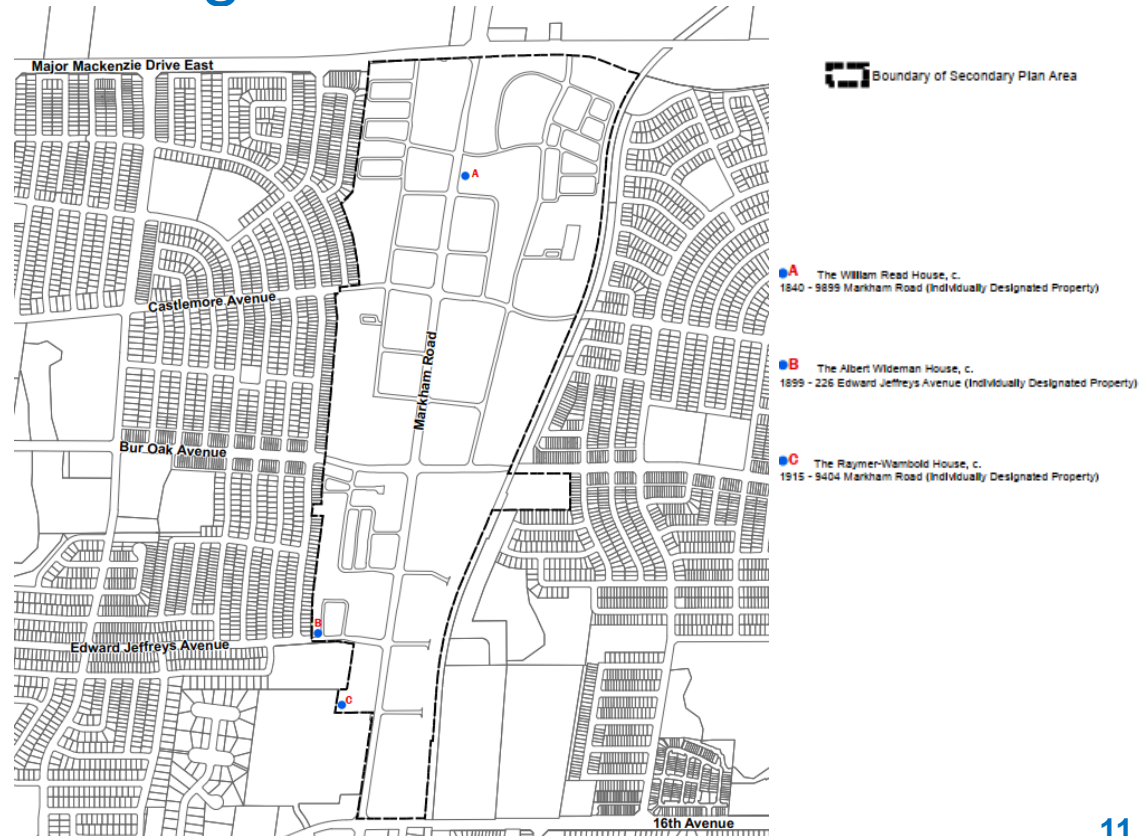 Major Mackenzie Drive East
Boundary of Secondary Plan Area
A
A The William Read House, c.
1840 - 9899 Markham Road (Individually Designated Property)
Castlemore Avenue
Markham Road
B The Albert Wideman House, c.
1899 - 226 Edward Jeffreys Avenue (Individually Designated Property)
Bur Oak Avenue
C The Raymer-Wambold House, c.
1915 - 9404 Markham Road (Individually Designated Property)
B
Edward Jeffreys Avenue
C
16th Avenue
11